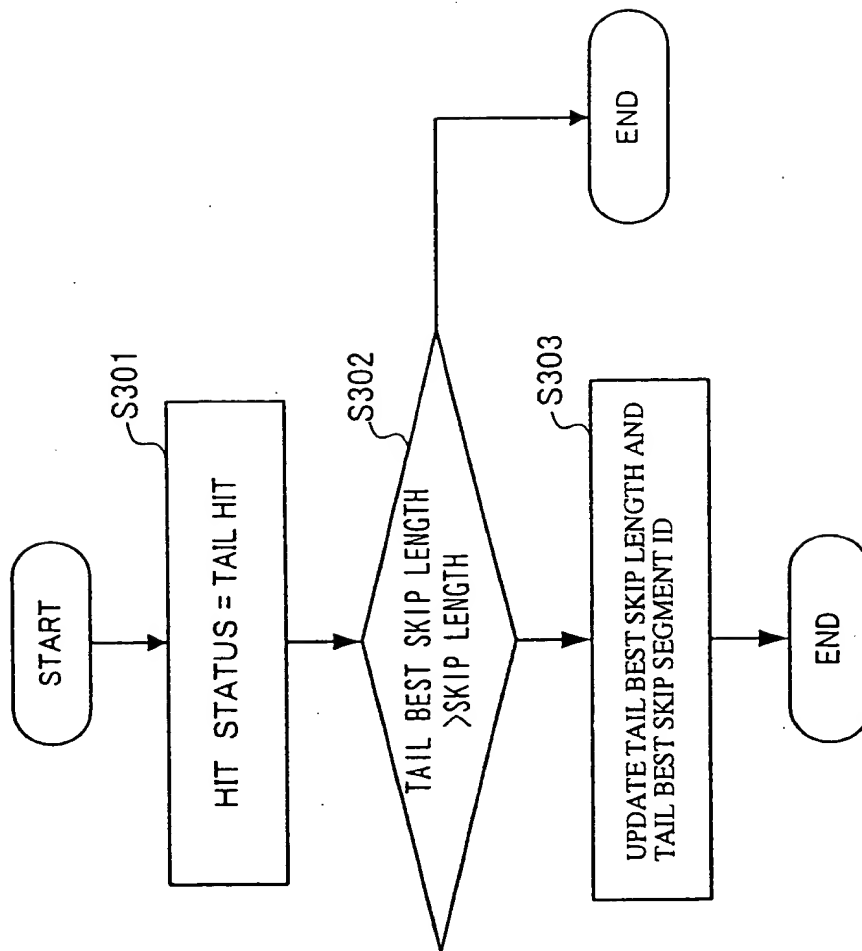 START
S301
HIT STATUS = TAIL HIT
S302
TAIL BEST SKIP LENGTH
>SKIP LENGTH
S303
UPDATE TAIL BEST SKIP LENGTH AND
TAIL BEST SKIP SEGMENT ID
END
END